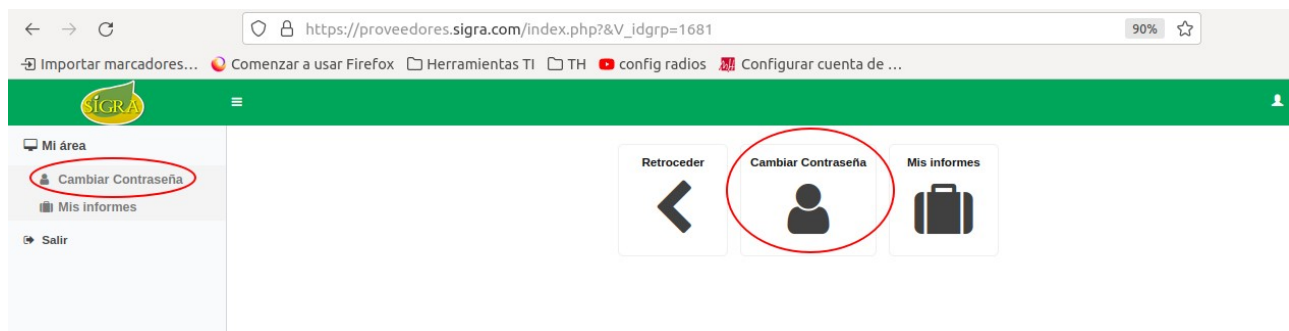 https://proveedores.sigra.com/index.php?&V_idgrp=1681 90%
Importar marcadores... Comenzar a usar Firefox Herramientas TI TH config radios Configurar cuenta de ...
SIGRA
Mi área
Cambiar Contraseña
Mis informes
Salir
Retroceder Cambiar Contraseña Mis informes